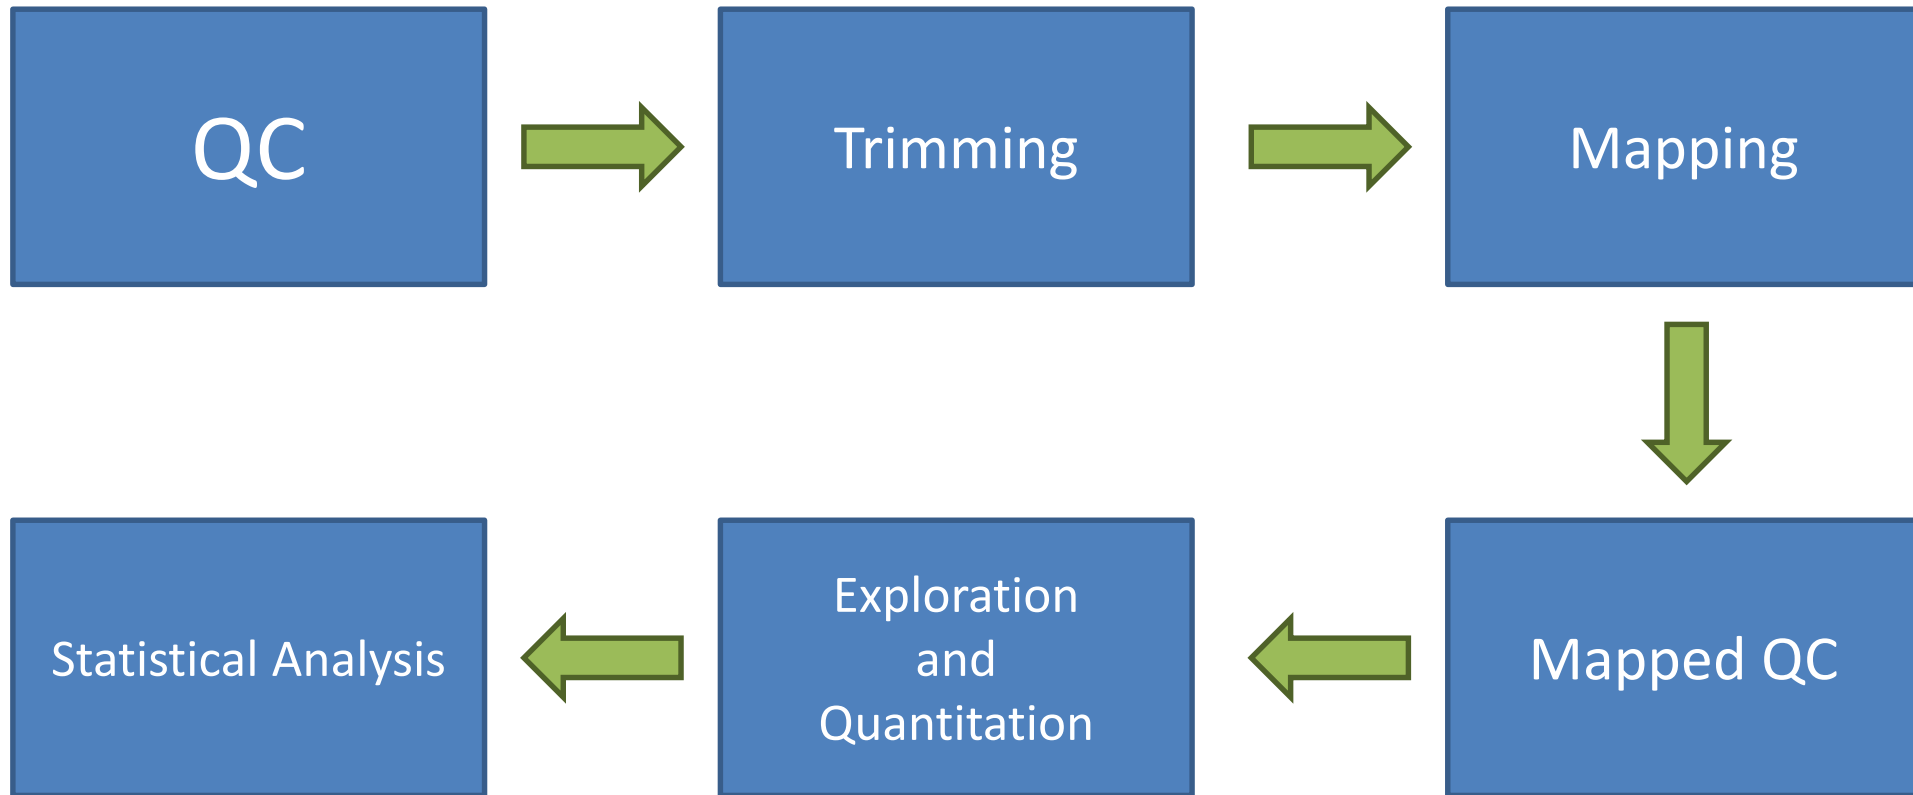 QC
Trimming
Mapping
Mapped QC
Exploration
and
Quantitation
Statistical Analysis